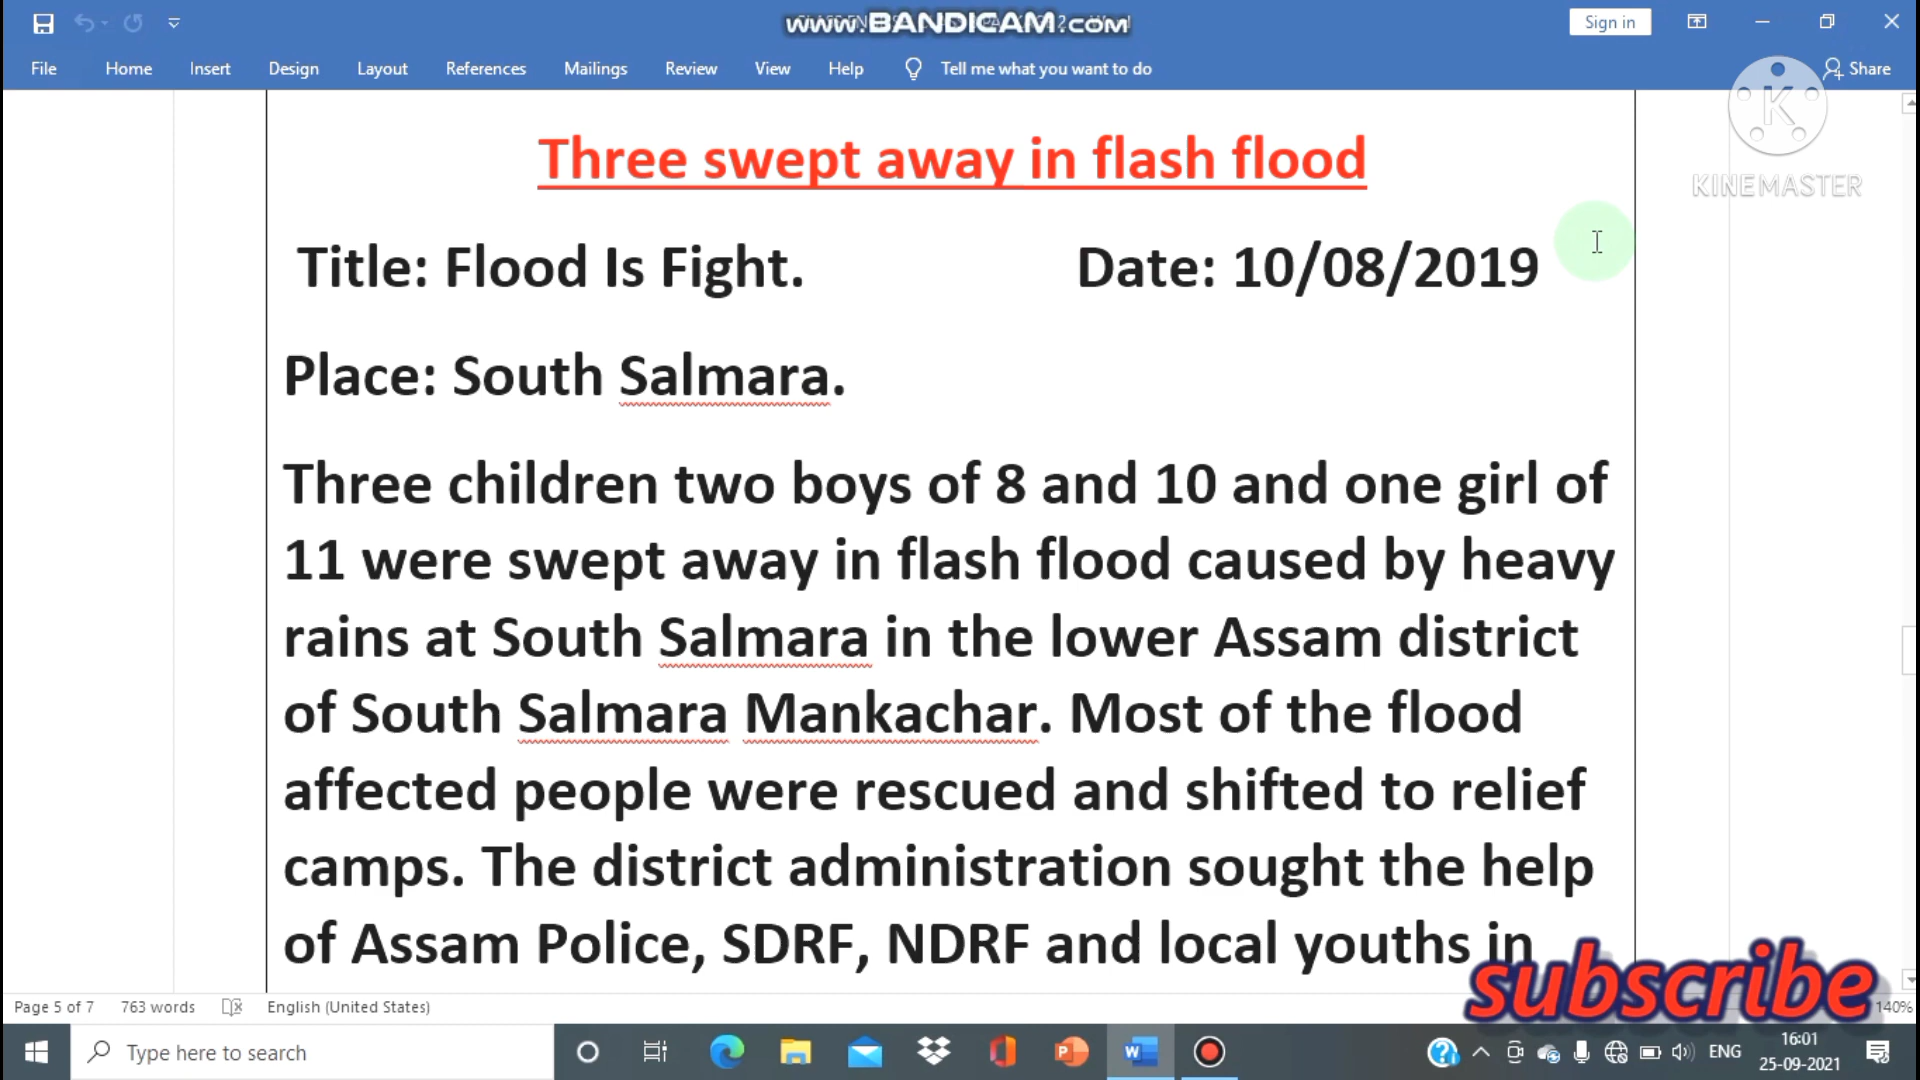 www.BANDICAM.com
Sign in
File Home Insert Design Layout References Mailings Review View Help Tell me what you want to do Share
K
KINEMASTER
Three swept away in flash flood
Title: Flood Is Fight. Date: 10/08/2019
Place: South Salmara.
Three children two boys of 8 and 10 and one girl of
11 were swept away in flash flood caused by heavy
rains at South Salmara in the lower Assam district
of South Salmara Mankachar. Most of the flood
affected people were rescued and shifted to relief
camps. The district administration sought the help
of Assam Police, SDRF, NDRF and local youths in
subscribe
Page 5 of 7 763 words English (United States) 140%
Type here to search
ENG
16:01
25-09-2021